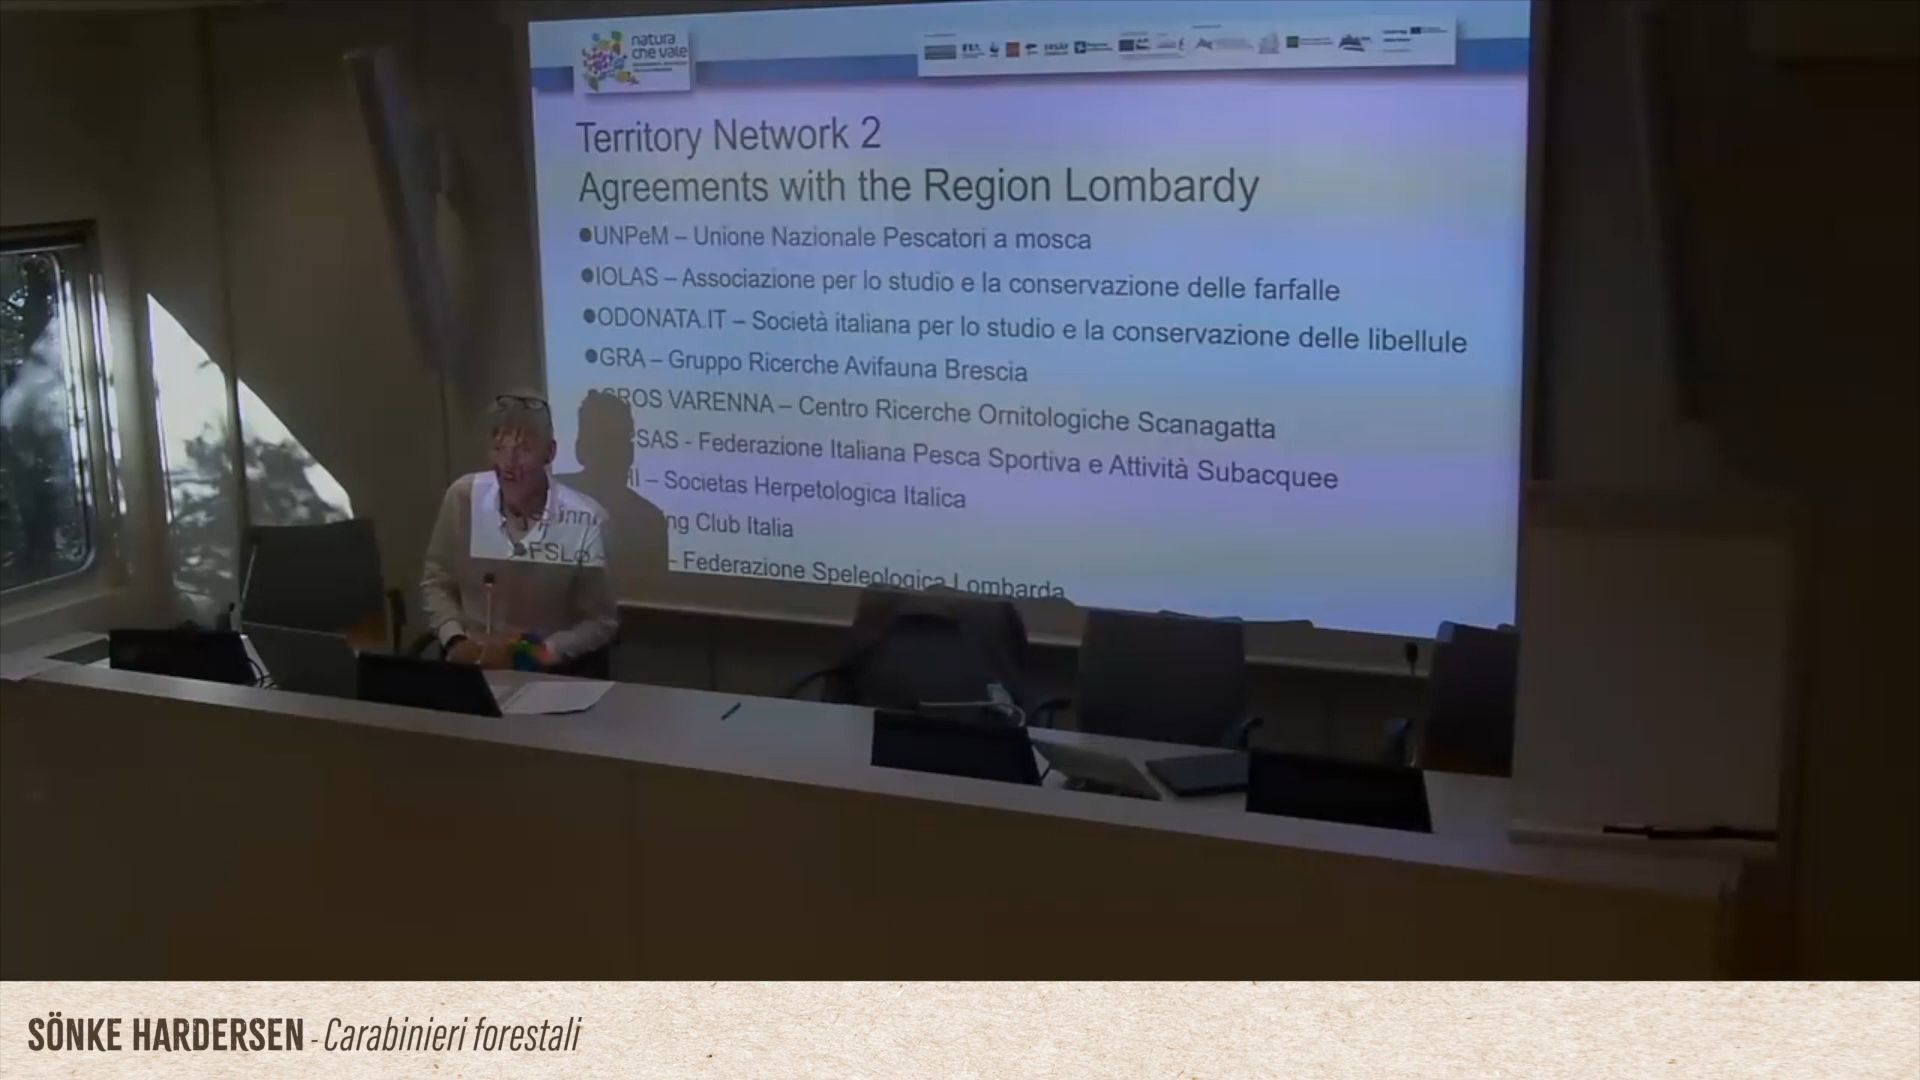 natura
che vale
Territory Network 2
Agreements with the Region Lombardy
●UNPeM – Unione Nazionale Pescatori a mosca
●IOLAS – Associazione per lo studio e la conservazione delle farfalle
●ODONATA.IT – Società italiana per lo studio e la conservazione delle libellule
●GRA – Gruppo Ricerche Avifauna Brescia
ROS VARENNA – Centro Ricerche Ornitologiche Scanagatta
SAS - Federazione Italiana Pesca Sportiva e Attività Subacquee
I – Societas Herpetologica Italica
inn ng Club Italia
●FSLo – Federazione Speleologica Lombarda
SÖNKE HARDERSEN - Carabinieri forestali